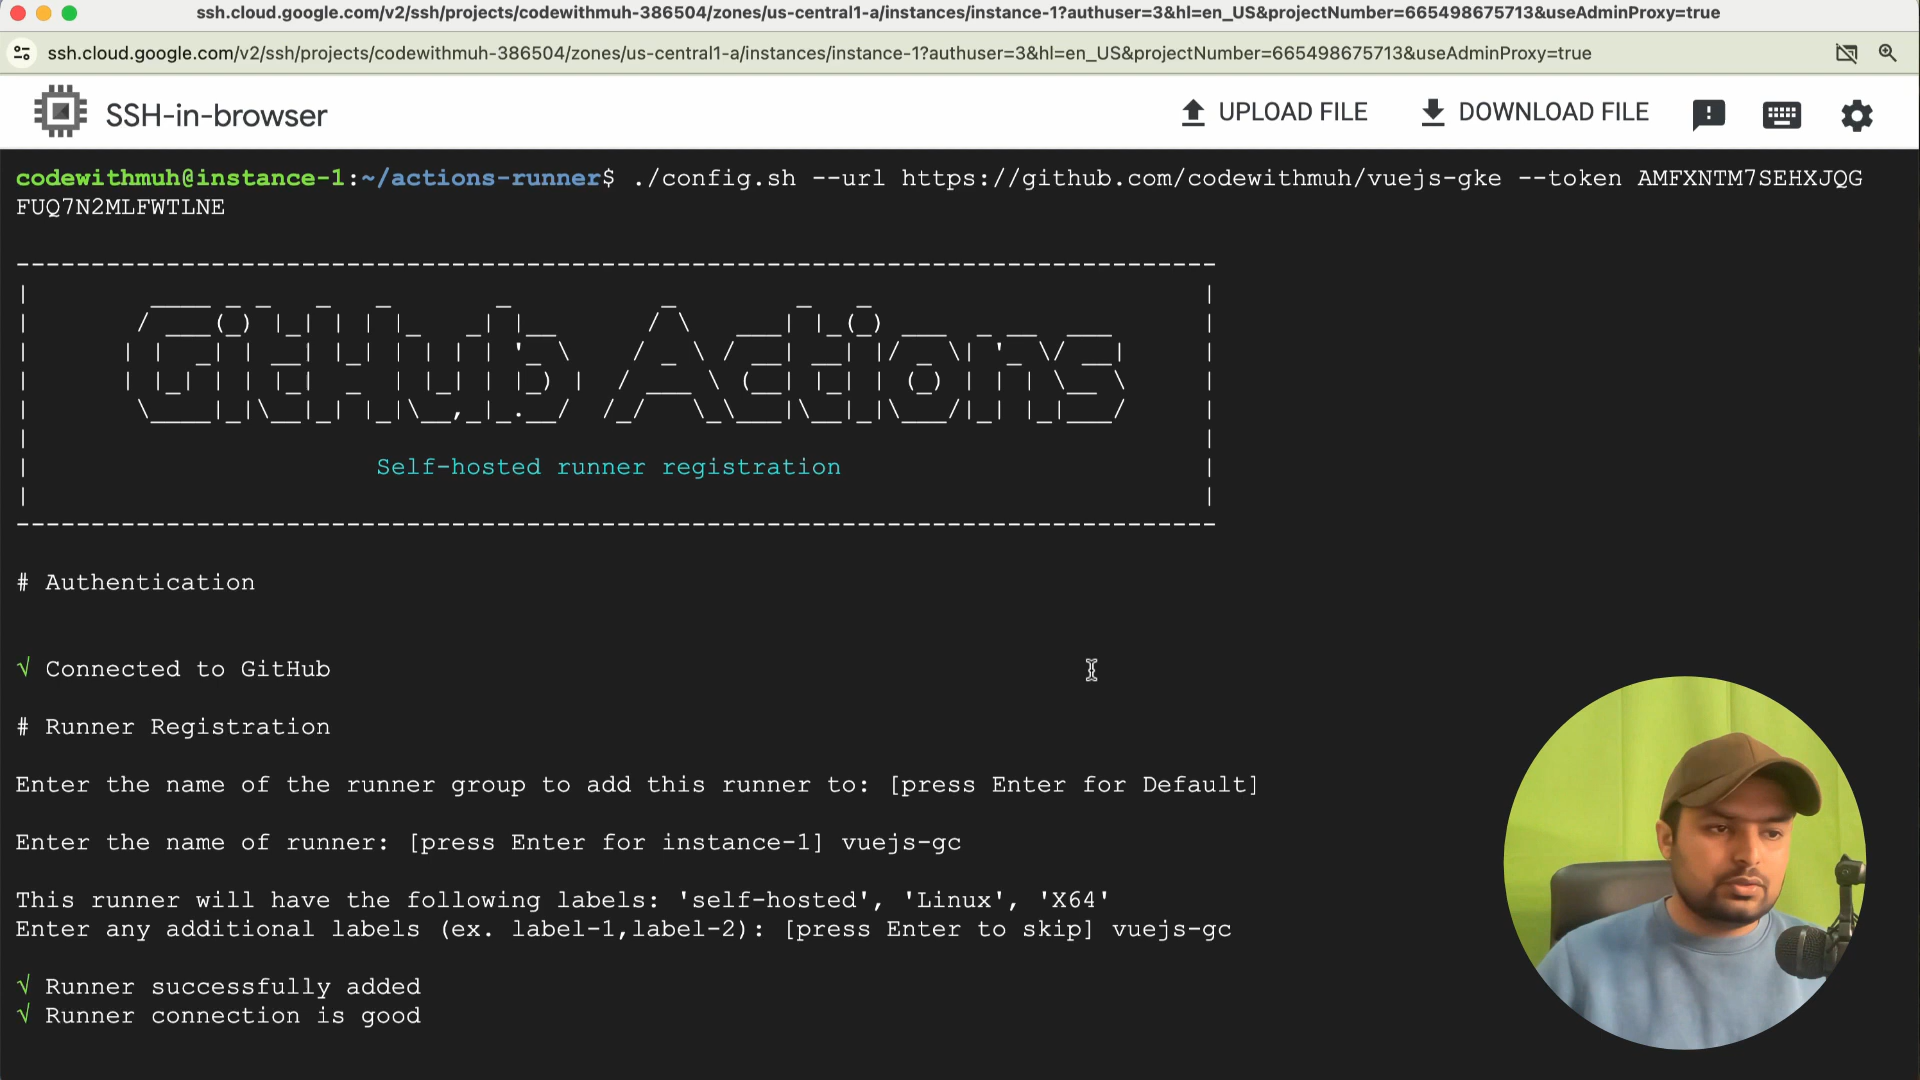 ssh.cloud.google.com/v2/ssh/projects/codewithmuh-386504/zones/us-central1-a/instances/instance-1?authuser=3&hl=en_US&projectNumber=665498675713&useAdminProxy=true
ssh.cloud.google.com/v2/ssh/projects/codewithmuh-386504/zones/us-central1-a/instances/instance-1?authuser=3&hl=en_US&projectNumber=665498675713&useAdminProxy=true
SSH-in-browser
UPLOAD FILE
DOWNLOAD FILE
codewithmuh@instance-1:~/actions-runner$ ./config.sh --url https://github.com/codewithmuh/vuejs-gke --token AMFXNTM7SEHXJQG
FUQ7N2MLFWTLNE
GitHub Actions
Self-hosted runner registration
# Authentication
√ Connected to GitHub
# Runner Registration
Enter the name of the runner group to add this runner to: [press Enter for Default]
Enter the name of runner: [press Enter for instance-1] vuejs-gc
This runner will have the following labels: 'self-hosted', 'Linux', 'X64'
Enter any additional labels (ex. label-1,label-2): [press Enter to skip] vuejs-gc
√ Runner successfully added
√ Runner connection is good